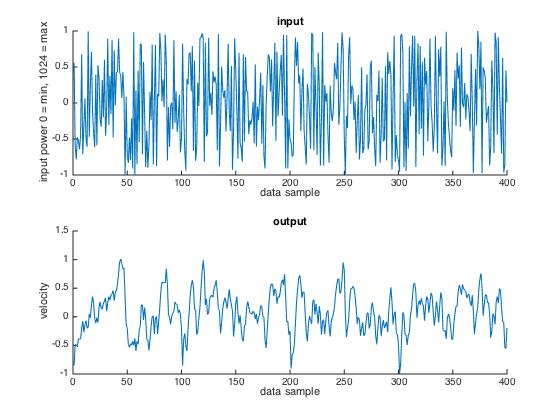 input
input power 0 = min, 1024 = max
1
0.5
0
-0.5
-1
0 50 100 150 200 250 300 350 400
data sample
output
velocity
1.5
1
0.5
0
-0.5
-1
0 50 100 150 200 250 300 350 400
data sample